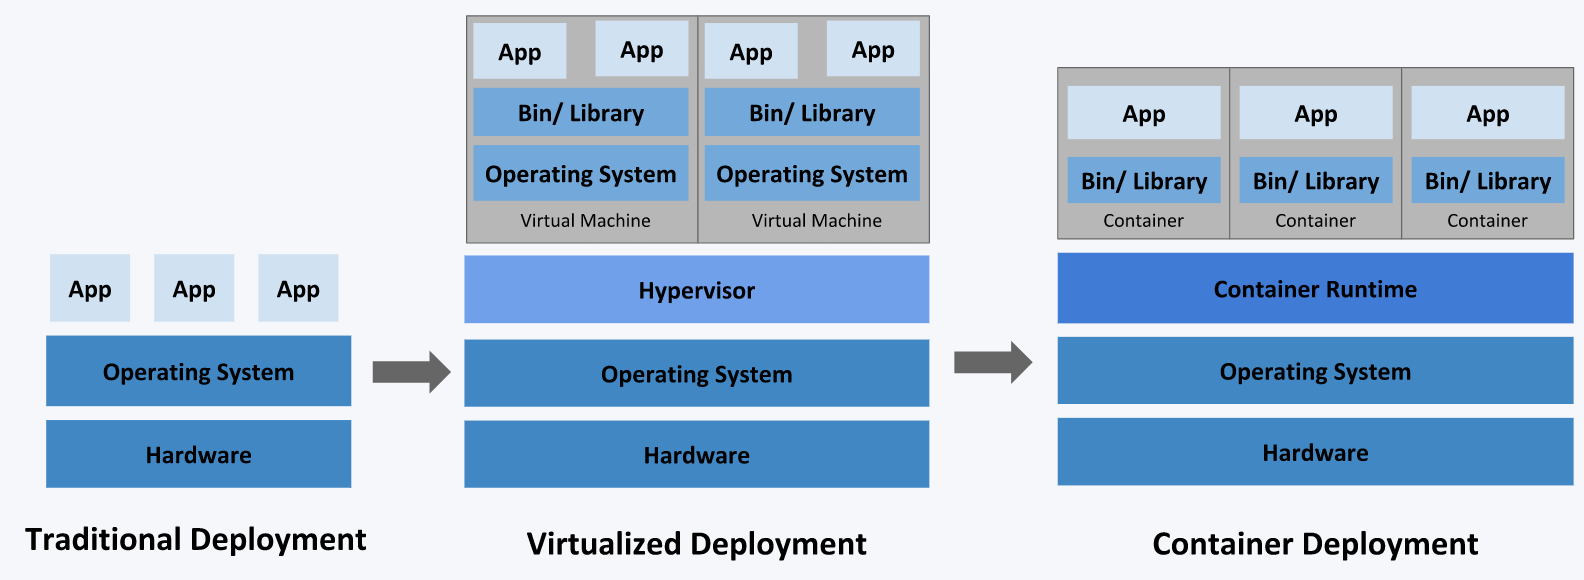 App App App
Operating System
Hardware
Traditional Deployment
App App App App
Bin/ Library Bin/ Library
Operating System Operating System
Virtual Machine Virtual Machine
Hypervisor
Operating System
Hardware
Virtualized Deployment
App App App
Bin/ Library Bin/ Library Bin/ Library
Container Container Container
Container Runtime
Operating System
Hardware
Container Deployment